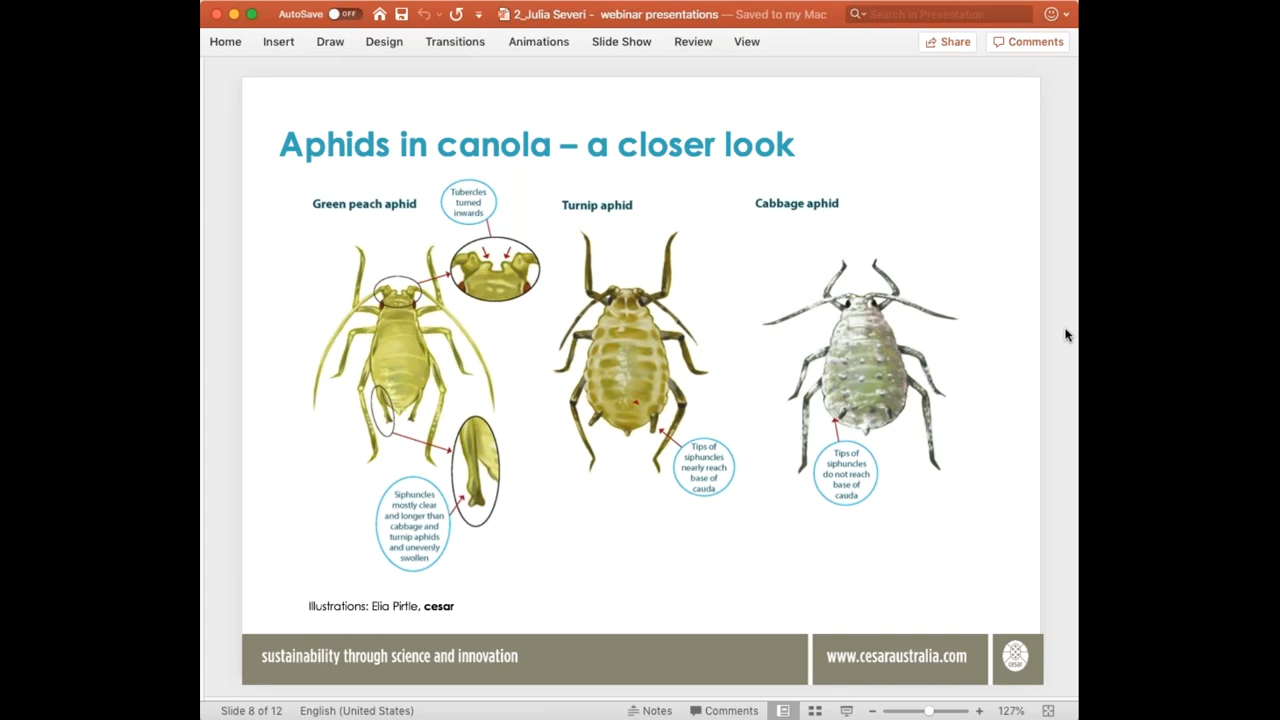 AutoSave OFF
2_Julia Severi - webinar presentations — Saved to my Mac
Search in Presentation
Home Insert Draw Design Transitions Animations Slide Show Review View
Share Comments
Aphids in canola – a closer look
Green peach aphid
Tubercles
turned
inwards
Siphuncles
mostly clear
and longer than
cabbage and
turnip aphids
and unevenly
swollen
Turnip aphid
Tips of
siphuncles
nearly reach
base of
cauda
Cabbage aphid
Tips of
siphuncles
do not reach
base of
cauda
Illustrations: Elia Pirtle, cesar
sustainability through science and innovation
www.cesaraustralia.com
cesar
Slide 8 of 12 English (United States) Notes Comments 127%